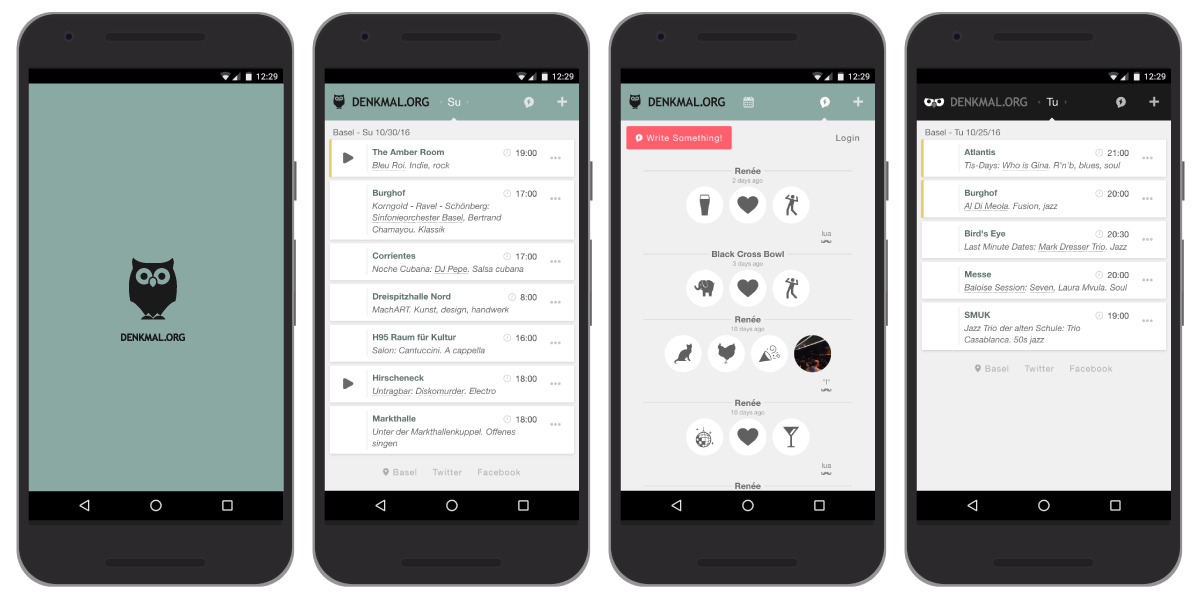 12:29
DENKMAL.ORG
12:29
DENKMAL.ORG
Su
Basel - Su 10/30/16
The Amber Room
19:00
Bleu Roi. Indie, rock
Burghof
17:00
Korngold - Ravel - Schönberg:
Sinfonieorchester Basel, Bertrand
Chamayou. Klassik
Corrientes
17:00
Noche Cubana: DJ Pepe. Salsa cubana
Dreispitzhalle Nord
8:00
MachART. Kunst, design, handwerk
H95 Raum für Kultur
16:00
Salon: Cantuccini. A cappella
Hirscheneck
18:00
Untragbar: Diskomurder. Electro
Markthalle
18:00
Unter der Markthallenkuppel. Offenes
singen
Basel Twitter Facebook
12:29
DENKMAL.ORG
Write Something!
Login
Renée
2 days ago
lua
Black Cross Bowl
3 days ago
Renée
16 days ago
Renée
16 days ago
lua
Renée
12:29
DENKMAL.ORG
Tu
Basel - Tu 10/25/16
Atlantis
21:00
Tis-Days: Who is Gina. R'n'b, blues, soul
Burghof
20:00
Al Di Meola. Fusion, jazz
Bird's Eye
20:30
Last Minute Dates: Mark Dresser Trio. Jazz
Messe
20:00
Baloise Session: Seven, Laura Mvula. Soul
SMUK
19:00
Jazz Trio der alten Schule: Trio
Casablanca. 50s jazz
Basel Twitter Facebook